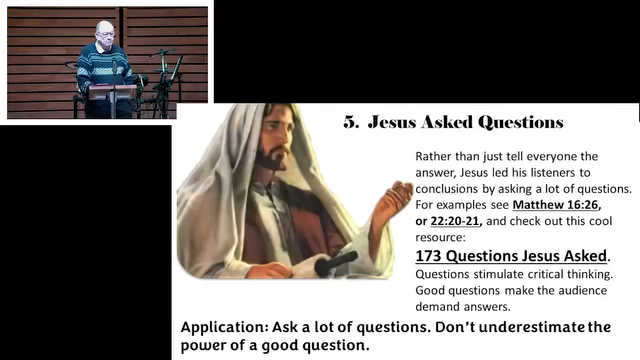 5. Jesus Asked Questions
Rather than just tell everyone the
answer, Jesus led his listeners to
conclusions by asking a lot of questions.
For examples see Matthew 16:26,
or 22:20-21, and check out this cool
resource:
173 Questions Jesus Asked.
Questions stimulate critical thinking.
Good questions make the audience
demand answers.
Application: Ask a lot of questions. Don't underestimate the
power of a good question.